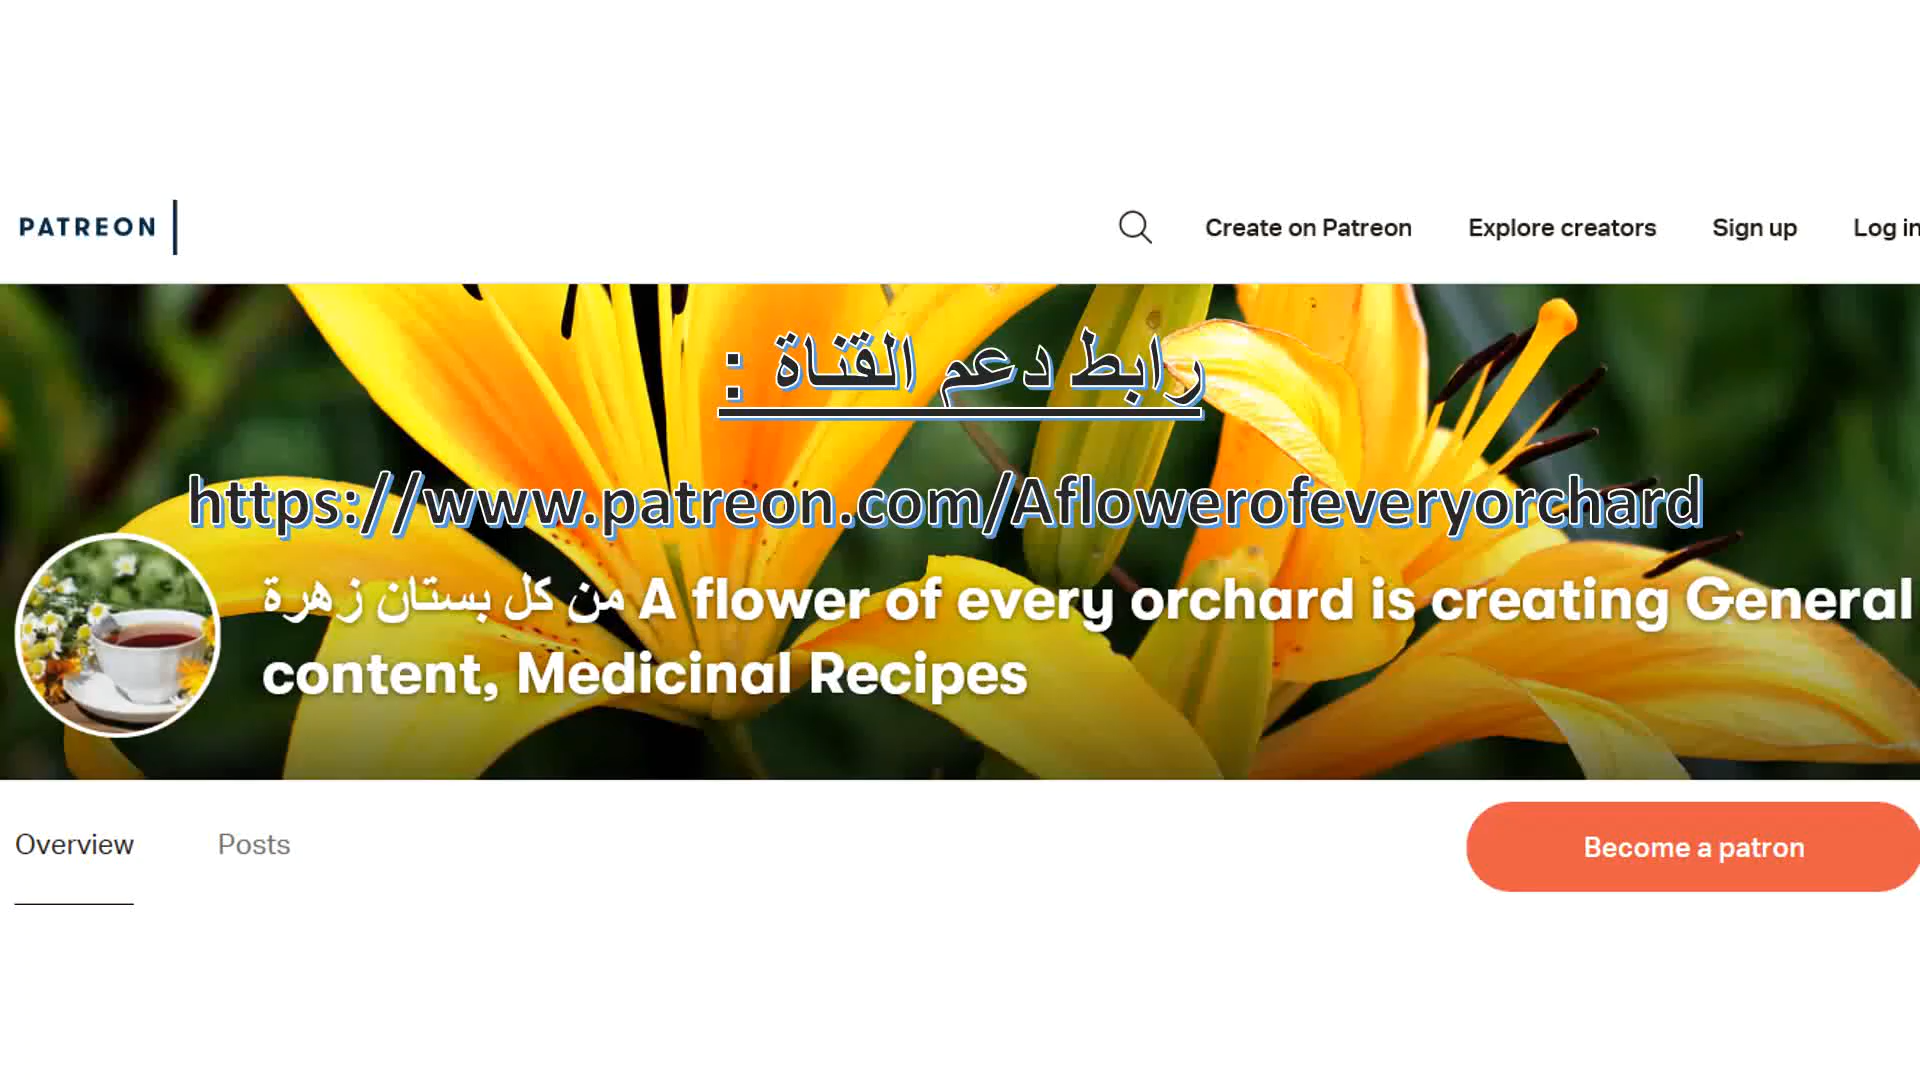 PATREON
Create on Patreon
Explore creators
Sign up
Log in
رابط دعم القناة :
https://www.patreon.com/Aflowerofeveryorchard
من كل بستان زهرة A flower of every orchard is creating General
content, Medicinal Recipes
Overview
Posts
Become a patron